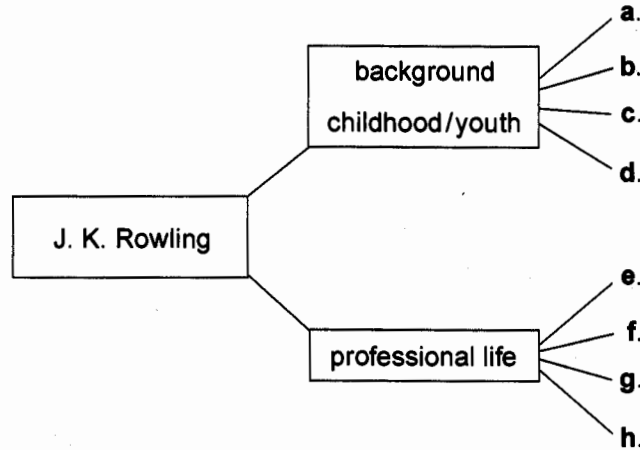 a.
background
b.
childhood/youth
c.
d.
J. K. Rowling
e.
professional life
f.
g.
h.